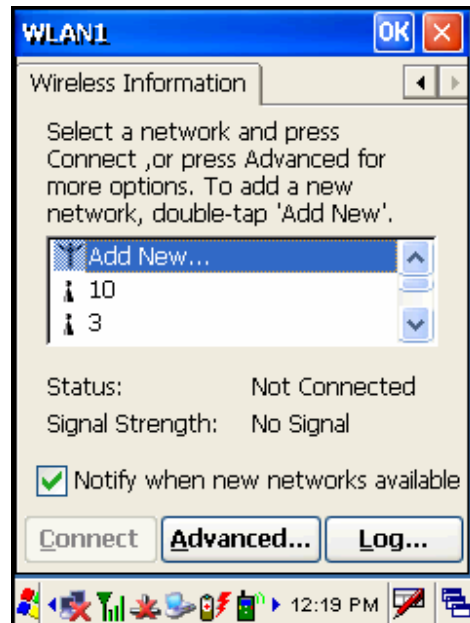 WLAN1 OK
Wireless Information
Select a network and press
Connect ,or press Advanced for
more options. To add a new
network, double-tap 'Add New'.
Add New...
10
3
Status: Not Connected
Signal Strength: No Signal
Notify when new networks available
Connect Advanced... Log...
12:19 PM